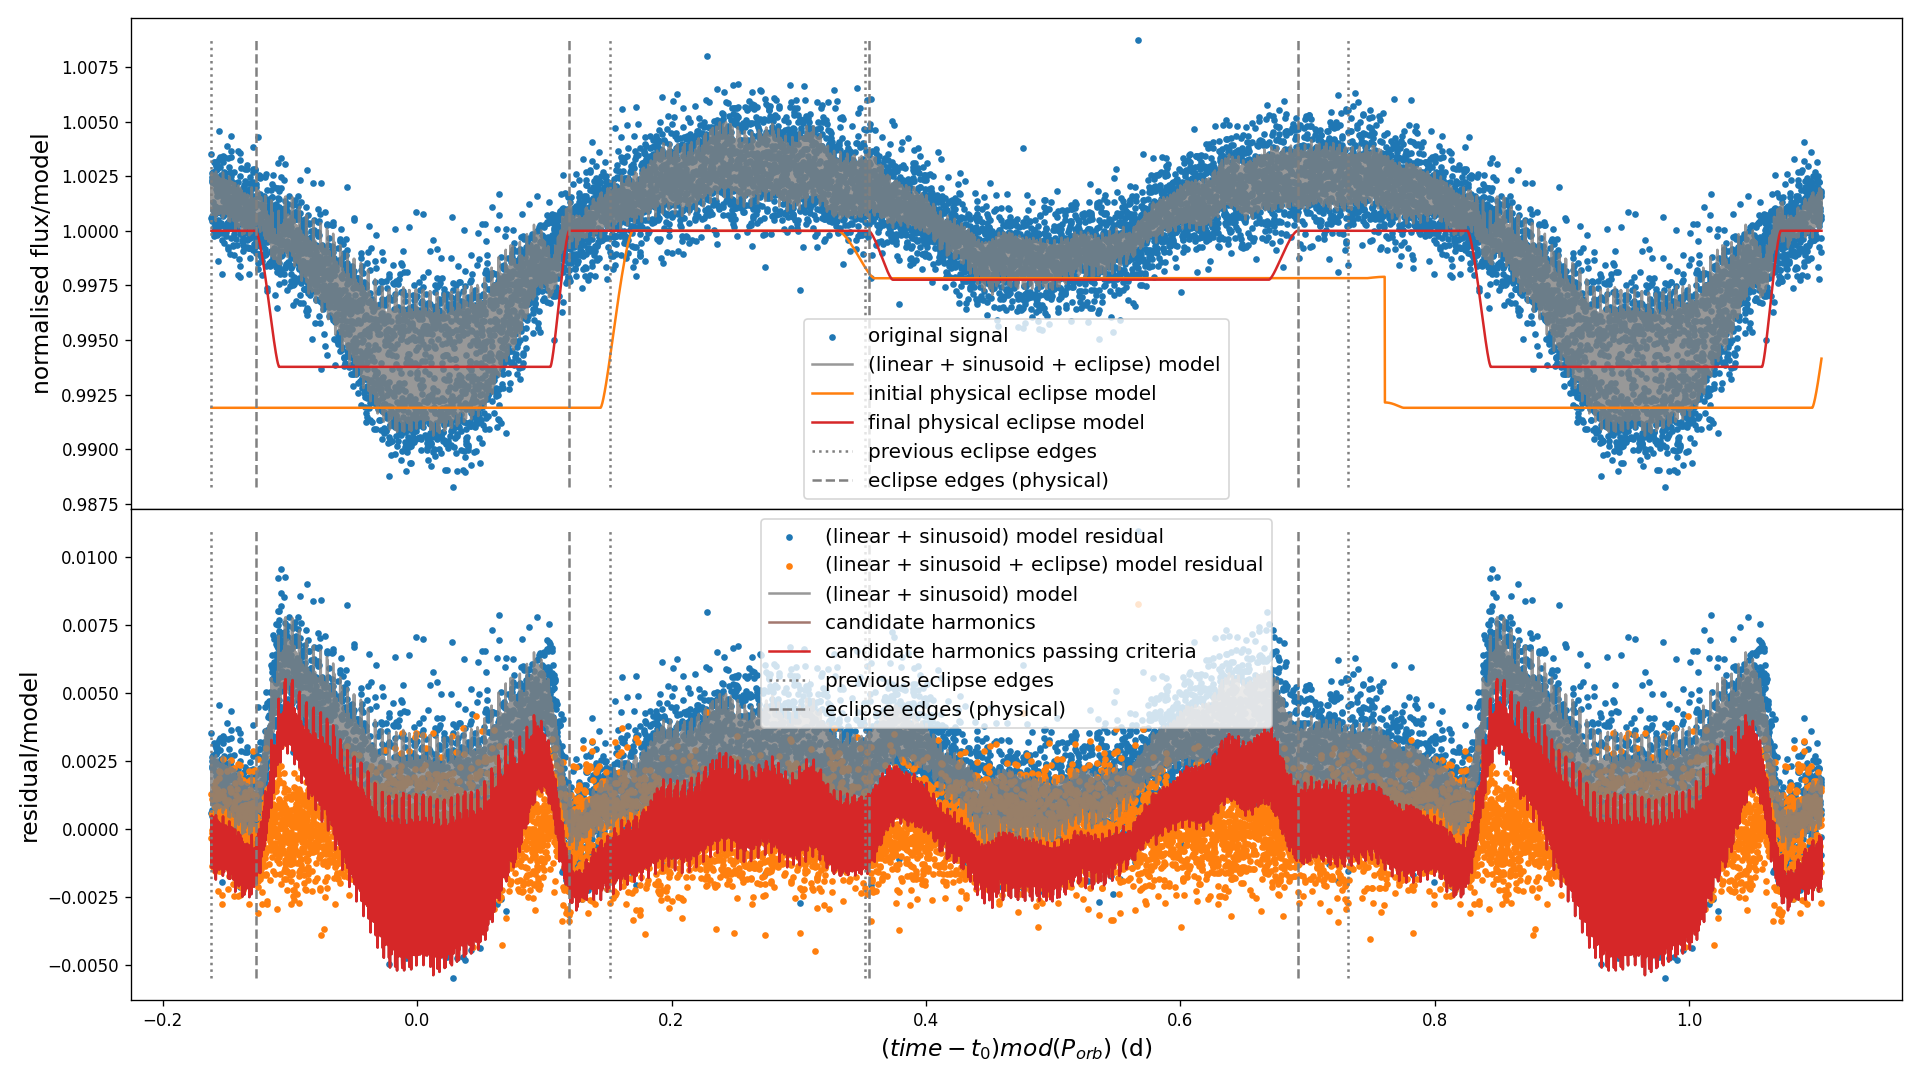 normalised flux/model
1.0075
1.0050
1.0025
1.0000
0.9975
0.9950
0.9925
0.9900
0.9875
original signal
(linear + sinusoid + eclipse) model
initial physical eclipse model
final physical eclipse model
previous eclipse edges
eclipse edges (physical)
residual/model
0.0100
0.0075
0.0050
0.0025
0.0000
−0.0025
−0.0050
(linear + sinusoid) model residual
(linear + sinusoid + eclipse) model residual
(linear + sinusoid) model
candidate harmonics
candidate harmonics passing criteria
previous eclipse edges
eclipse edges (physical)
−0.2 0.0 0.2 0.4 0.6 0.8 1.0
(time − t0)mod(Porb) (d)